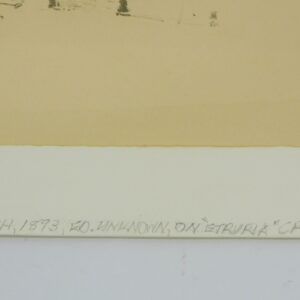 H, 1893, ED. UNKNOWN, ON "ETRURIA" CH